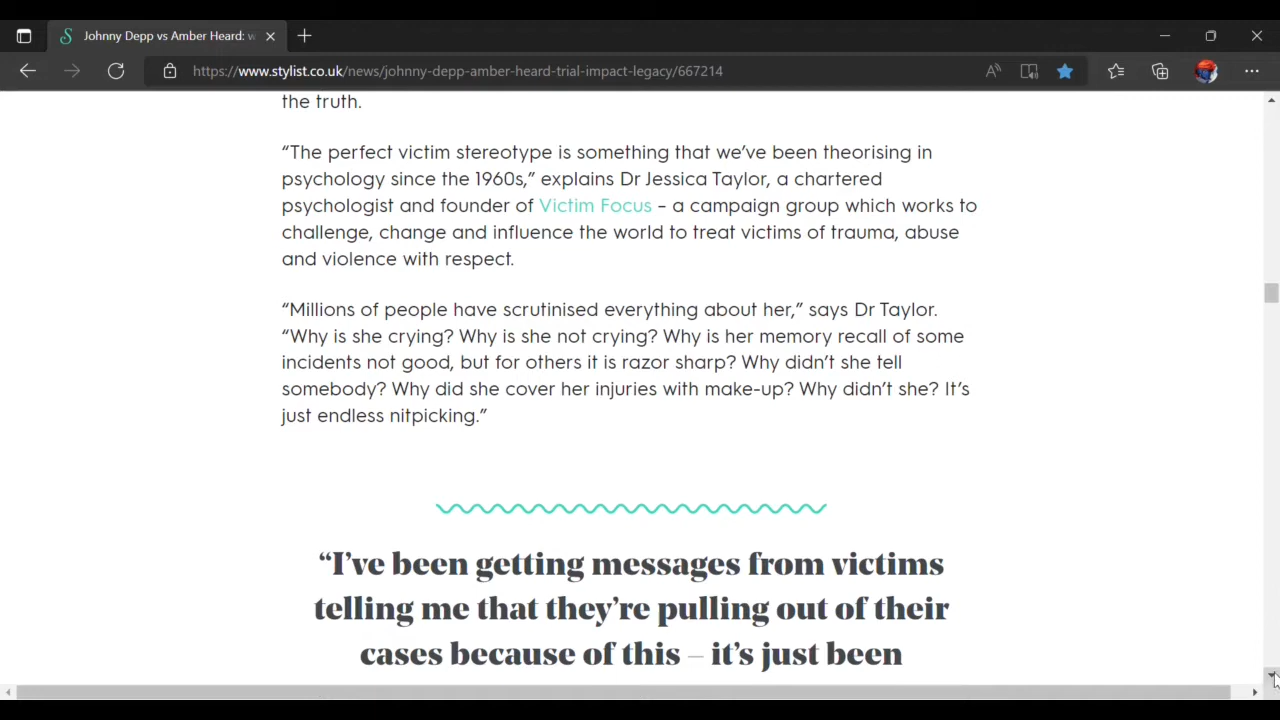 Johnny Depp vs Amber Heard: w
https://www.stylist.co.uk/news/johnny-depp-amber-heard-trial-impact-legacy/667214
the truth.
“The perfect victim stereotype is something that we’ve been theorising in
psychology since the 1960s,” explains Dr Jessica Taylor, a chartered
psychologist and founder of Victim Focus – a campaign group which works to
challenge, change and influence the world to treat victims of trauma, abuse
and violence with respect.
“Millions of people have scrutinised everything about her,” says Dr Taylor.
“Why is she crying? Why is she not crying? Why is her memory recall of some
incidents not good, but for others it is razor sharp? Why didn’t she tell
somebody? Why did she cover her injuries with make-up? Why didn’t she? It’s
just endless nitpicking.”
“I’ve been getting messages from victims
telling me that they’re pulling out of their
cases because of this – it’s just been